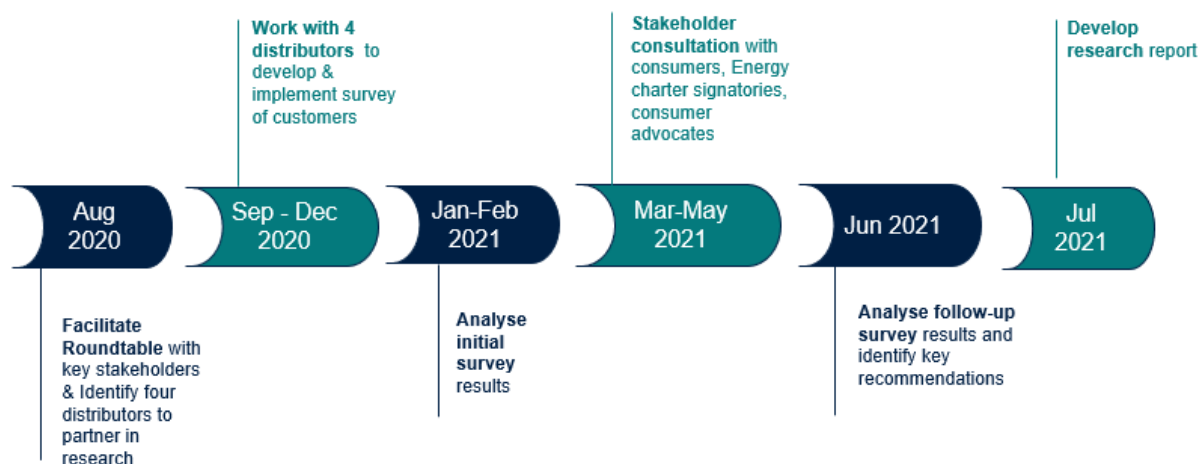 Work with 4
distributors to
develop &
implement survey
of customers
Stakeholder
consultation with
consumers, Energy
charter signatories,
consumer
advocates
Develop
research report
Aug
2020
Sep - Dec
2020
Jan-Feb
2021
Mar-May
2021
Jun 2021
Jul
2021
Facilitate
Roundtable with
key stakeholders
& Identify four
distributors to
partner in
research
Analyse
initial
survey
results
Analyse follow-up
survey results and
identify key
recommendations